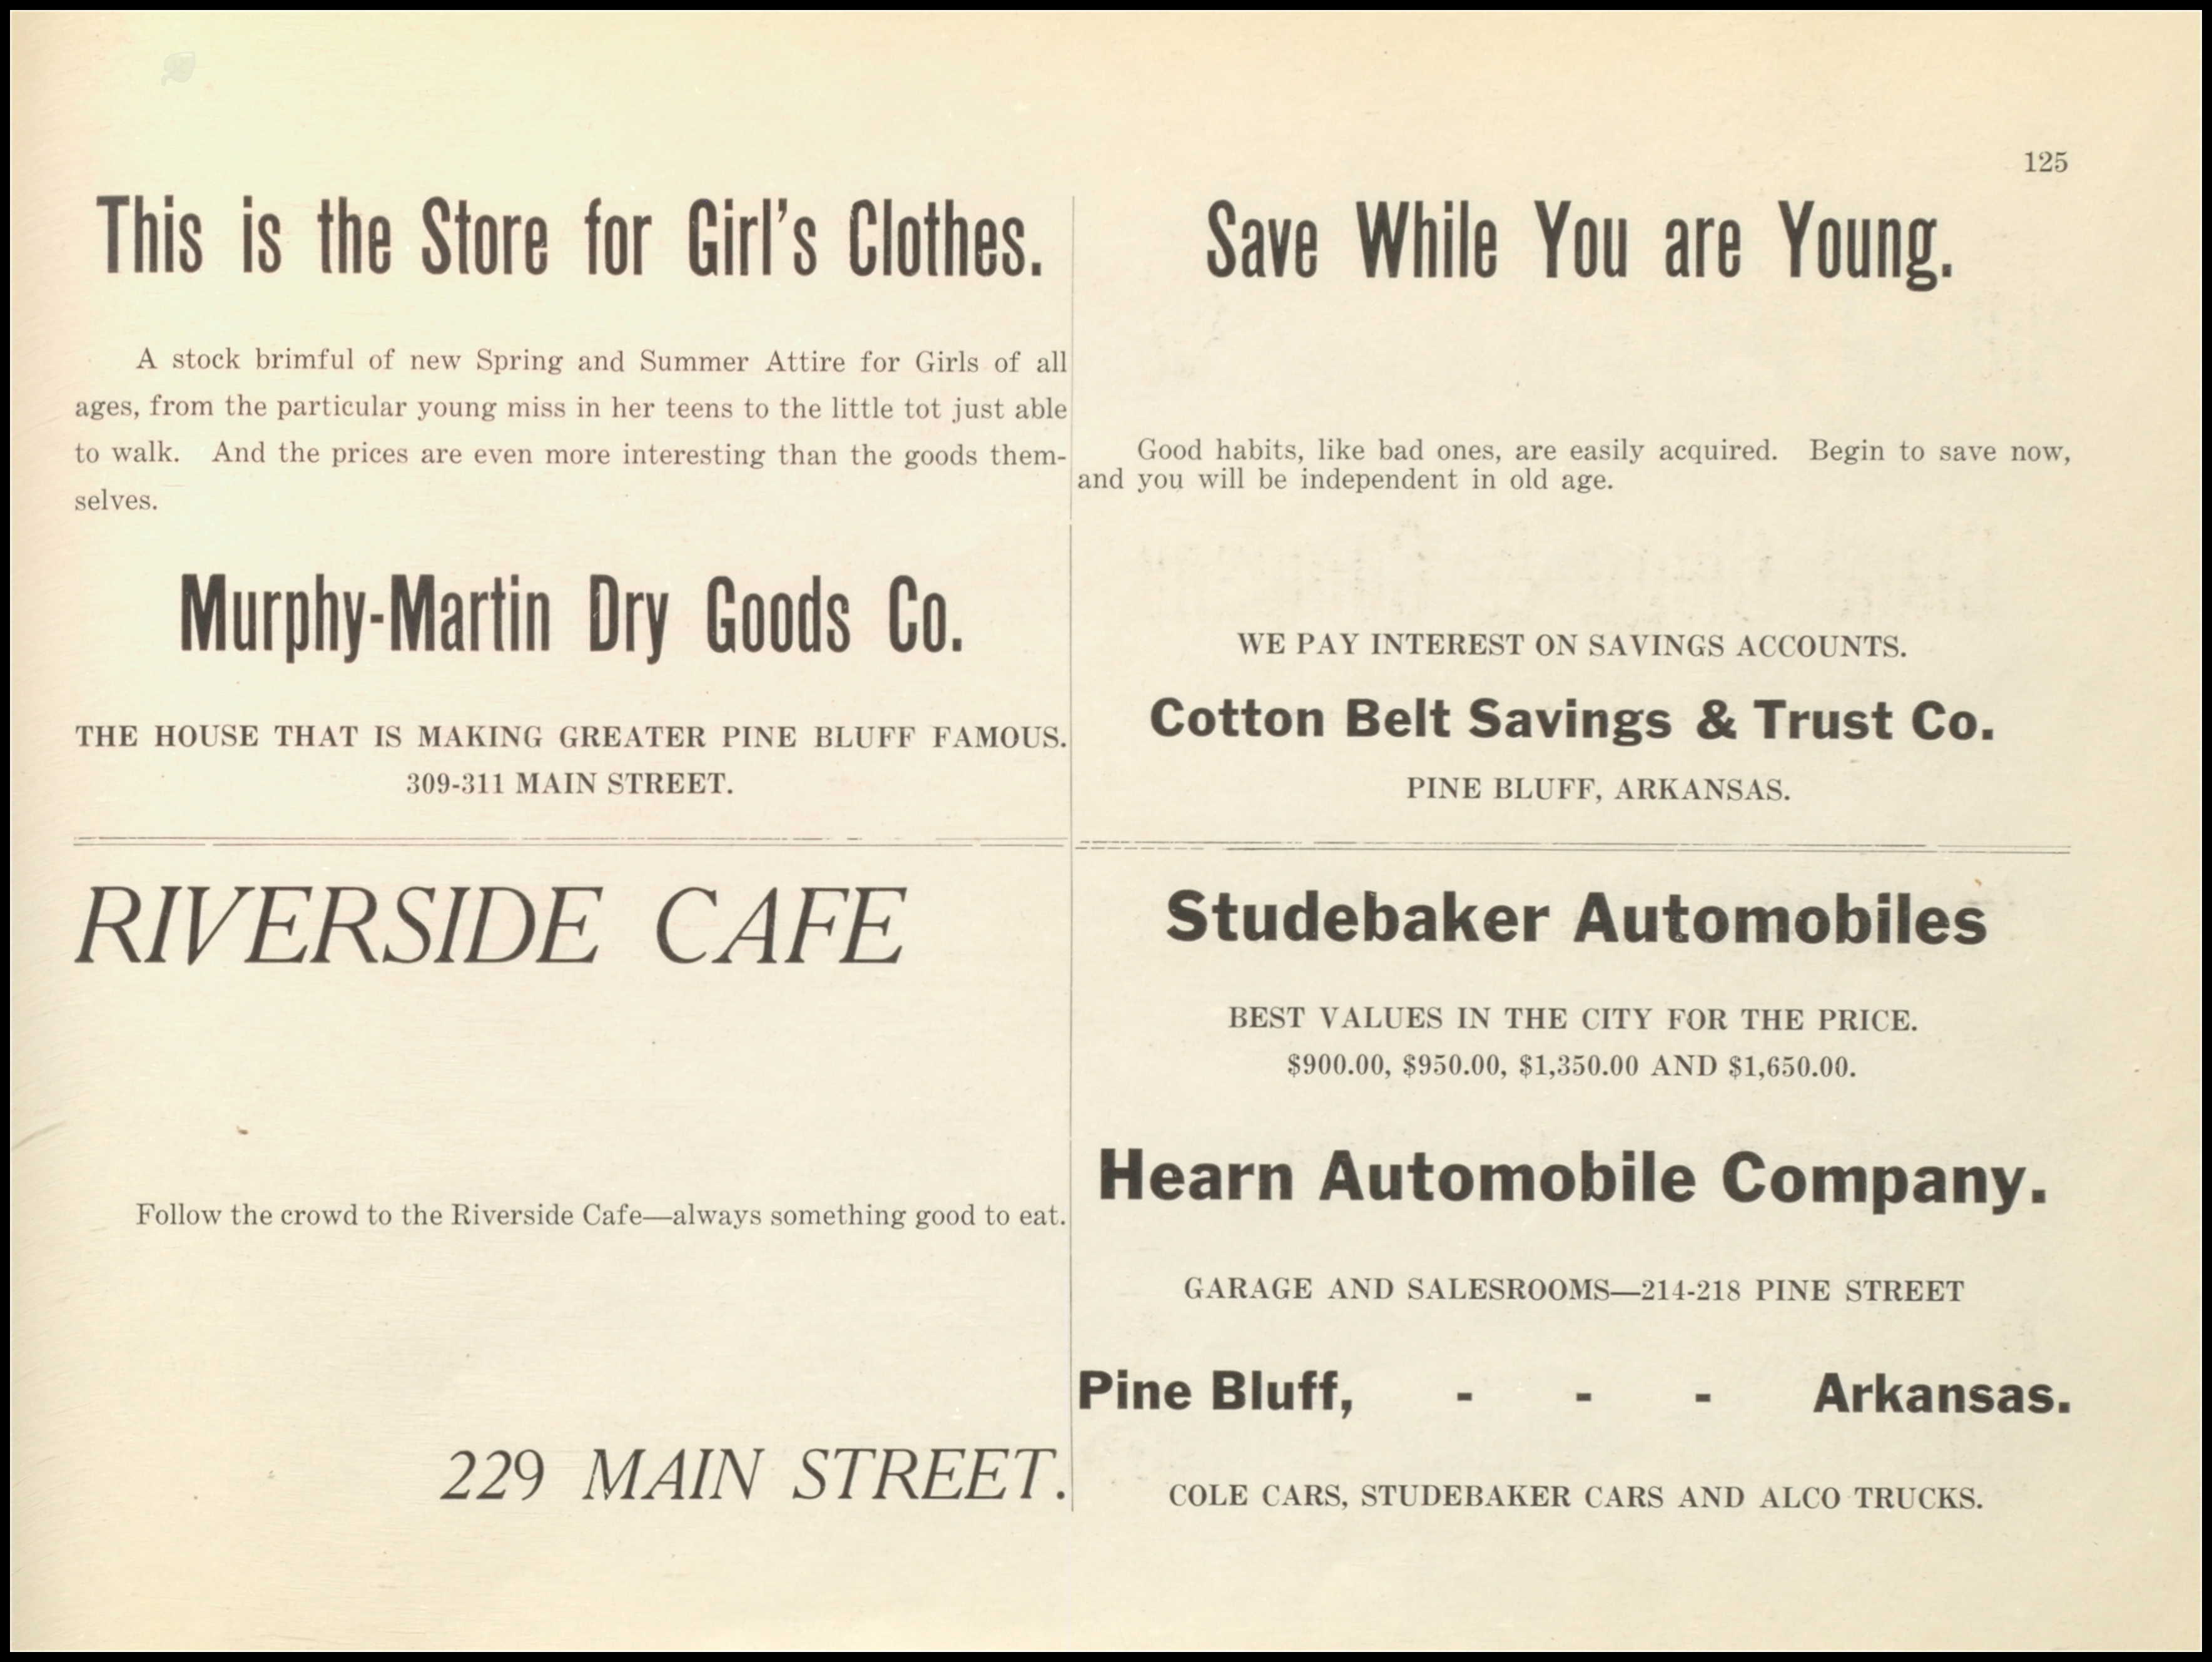 125
This is the Store for Girl's Clothes.
A stock brimful of new Spring and Summer Attire for Girls of all
ages, from the particular young miss in her teens to the little tot just able
to walk. And the prices are even more interesting than the goods them-
selves.
Murphy-Martin Dry Goods Co.
THE HOUSE THAT IS MAKING GREATER PINE BLUFF FAMOUS.
309-311 MAIN STREET.
RIVERSIDE CAFE
Follow the crowd to the Riverside Cafe—always something good to eat.
229 MAIN STREET.
Save While You are Young.
Good habits, like bad ones, are easily acquired. Begin to save now,
and you will be independent in old age.
WE PAY INTEREST ON SAVINGS ACCOUNTS.
Cotton Belt Savings & Trust Co.
PINE BLUFF, ARKANSAS.
Studebaker Automobiles
BEST VALUES IN THE CITY FOR THE PRICE.
$900.00, $950.00, $1,350.00 AND $1,650.00.
Hearn Automobile Company.
GARAGE AND SALESROOMS—214-218 PINE STREET
Pine Bluff, - - - Arkansas.
COLE CARS, STUDEBAKER CARS AND ALCO TRUCKS.